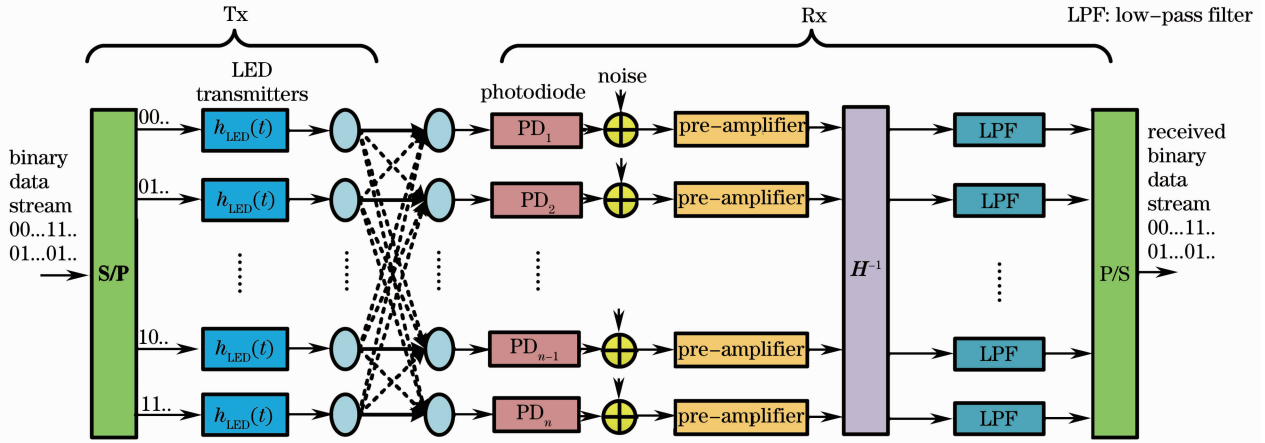 Tx
Rx
LPF: low-pass filter
LED
transmitters
photodiode
noise
binary
data
stream
00...11..
01...01..
S/P
00..
h_LED(t)
PD_1
pre-amplifier
LPF
01..
h_LED(t)
PD_2
pre-amplifier
LPF
10..
h_LED(t)
PD_{n-1}
pre-amplifier
LPF
11..
h_LED(t)
PD_n
pre-amplifier
LPF
H^{-1}
P/S
received
binary
data
stream
00...11..
01...01..